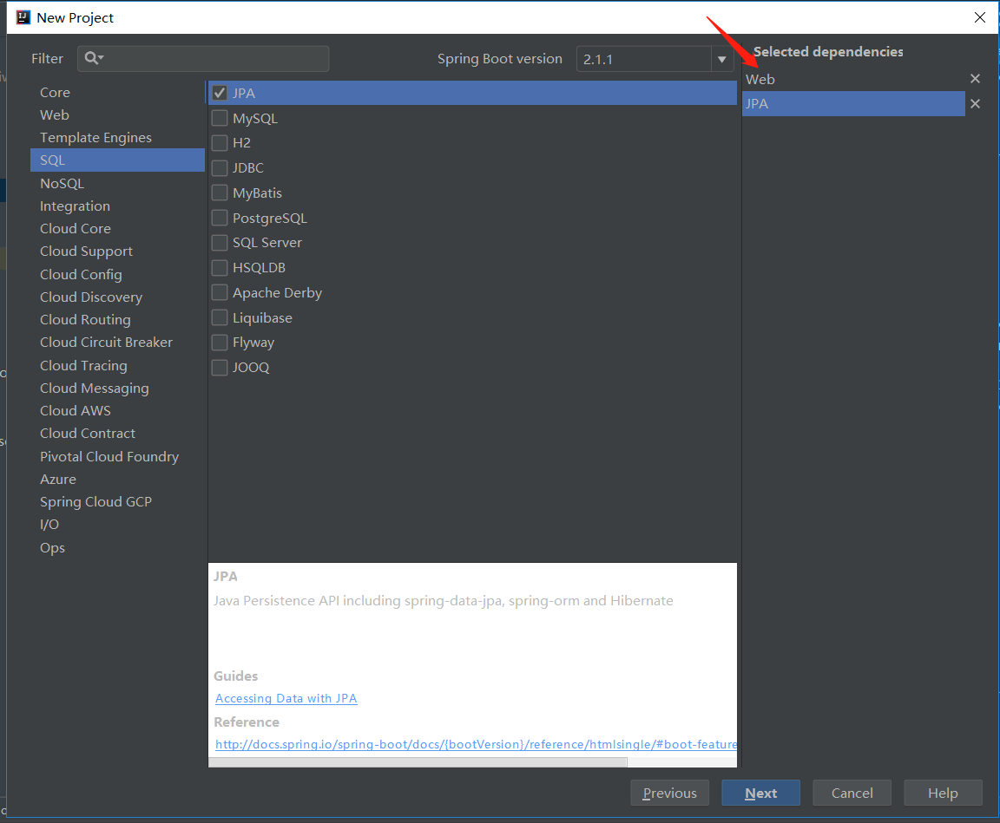 New Project
Filter
Spring Boot version
2.1.1
Selected dependencies
Core
Web
Template Engines
SQL
NoSQL
Integration
Cloud Core
Cloud Support
Cloud Config
Cloud Discovery
Cloud Routing
Cloud Circuit Breaker
Cloud Tracing
Cloud Messaging
Cloud AWS
Cloud Contract
Pivotal Cloud Foundry
Azure
Spring Cloud GCP
I/O
Ops
JPA
MySQL
H2
JDBC
MyBatis
PostgreSQL
SQL Server
HSQLDB
Apache Derby
Liquibase
Flyway
JOOQ
Web
JPA
JPA
Java Persistence API including spring-data-jpa, spring-orm and Hibernate
Guides
Accessing Data with JPA
Reference
http://docs.spring.io/spring-boot/docs/{bootVersion}/reference/htmlsingle/#boot-feature
Previous
Next
Cancel
Help